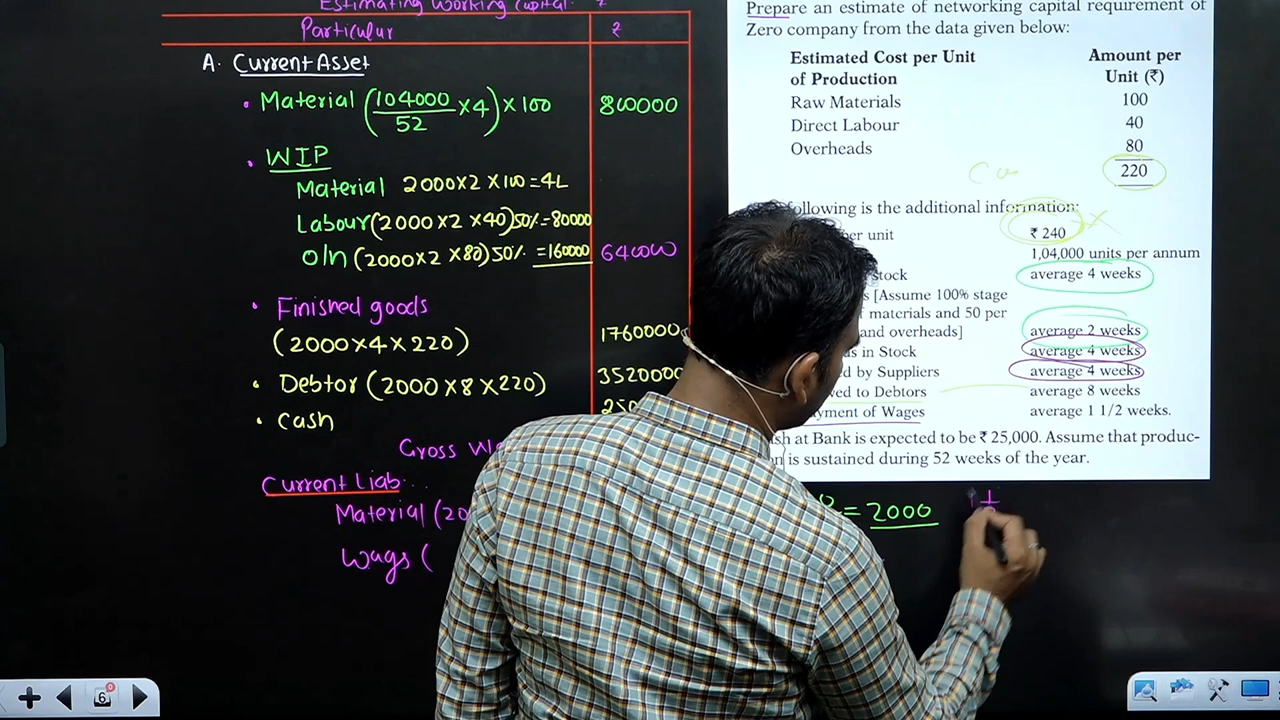 Estimating Working Capital. ₹
Particular ₹
A. Current Asset
• Material (104000/52 ×4) × 100 800000
• WIP
Material 2000×2×100 = 4L
Labour (2000×2×40) 50% = 80000
O/h (2000×2×80) 50% = 160000 640000
• Finished goods
(2000×4×220) 1760000
• Debtor (2000×8×220) 3520000
• Cash 250
Gross
Current Liab.
Material (20
Wags (
= 2000
Prepare an estimate of networking capital requirement of
Zero company from the data given below:
Estimated Cost per Unit Amount per
of Production Unit (₹)
Raw Materials 100
Direct Labour 40
Overheads 80
220
following is the additional information:
per unit ₹ 240
1,04,000 units per annum
stock average 4 weeks
[Assume 100% stage
materials and 50 per
and overheads] average 2 weeks
in Stock average 4 weeks
by Suppliers average 4 weeks
to Debtors average 8 weeks
of Wages average 1 1/2 weeks.
at Bank is expected to be ₹ 25,000. Assume that produc-
is sustained during 52 weeks of the year.
6